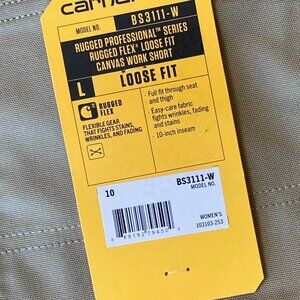 carhartt
MODEL NO.
BS3111-W
RUGGED PROFESSIONAL™ SERIES
RUGGED FLEX® LOOSE FIT
CANVAS WORK SHORT
L
LOOSE FIT
RUGGED
FLEX
FLEXIBLE GEAR
THAT FIGHTS STAINS,
WRINKLES, AND FADING
- Full fit through seat
and thigh
- Easy-care fabric
fights wrinkles, fading
and stains
- 10-inch inseam
10
BS3111-W
MODEL NO.
WOMEN'S
103103-253